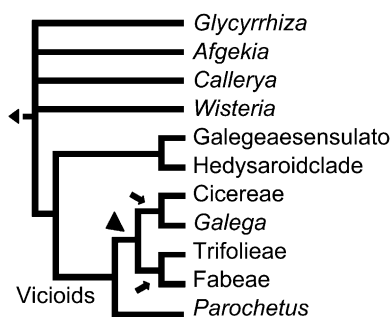 Glycyrrhiza
Afgekia
Callerya
Wisteria
Galegeaesensulato
Hedysaroidclade
Cicereae
Galega
Trifolieae
Fabeae
Vicioids
Parochetus